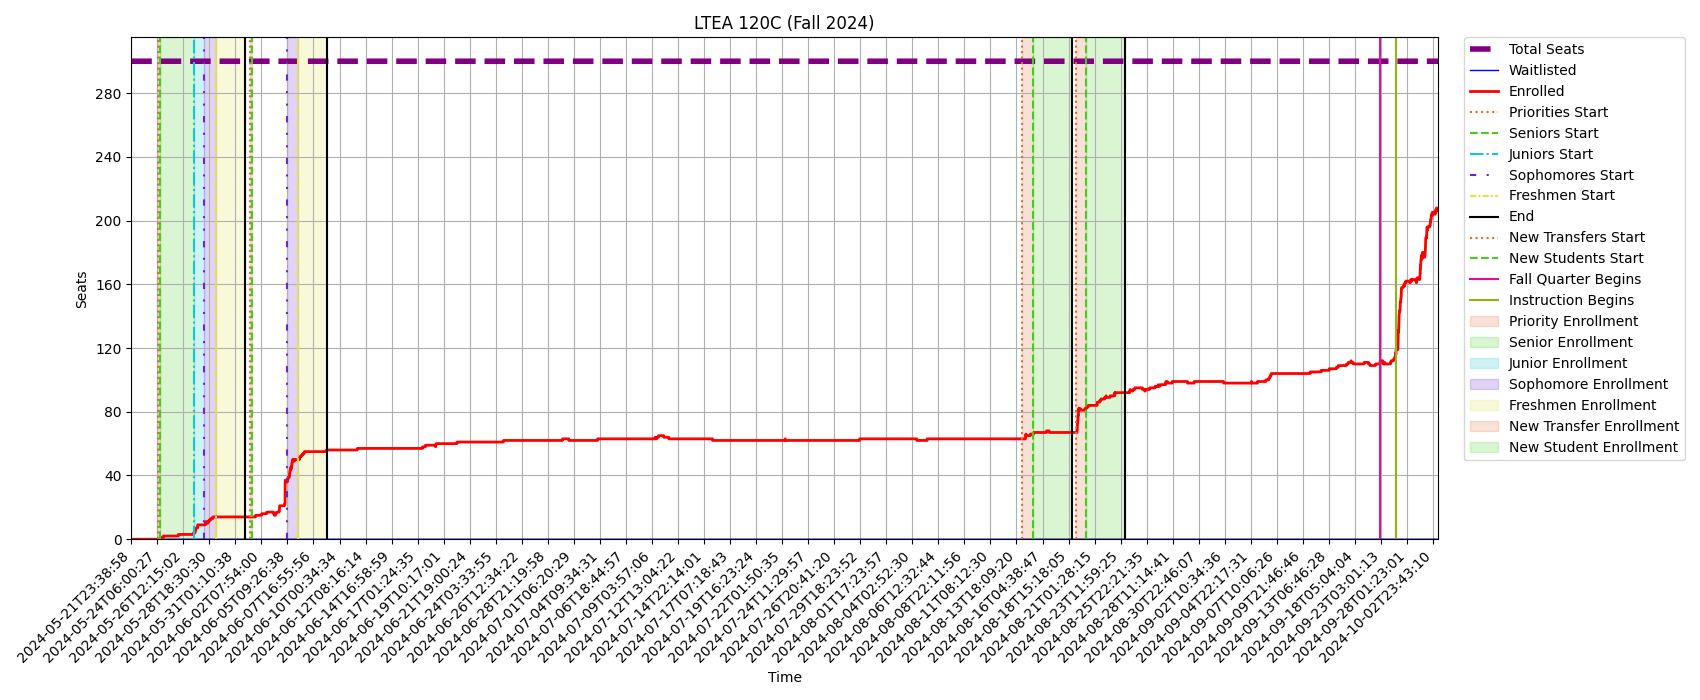 LTEA 120C (Fall 2024)
Seats
280
240
200
160
120
80
40
0
2024-05-21T23:38:58
2024-05-24T06:00:27
2024-05-26T12:15:02
2024-05-28T18:30:30
2024-05-31T01:10:38
2024-06-02T07:54:00
2024-06-05T09:26:38
2024-06-07T16:55:56
2024-06-10T00:34:34
2024-06-12T08:16:14
2024-06-14T16:58:59
2024-06-17T01:24:35
2024-06-19T10:17:01
2024-06-21T19:00:24
2024-06-24T03:33:55
2024-06-26T12:34:22
2024-06-28T21:19:58
2024-07-01T06:20:29
2024-07-04T09:34:31
2024-07-06T18:44:57
2024-07-09T03:57:06
2024-07-12T13:04:22
2024-07-14T22:14:01
2024-07-17T07:18:43
2024-07-19T16:23:24
2024-07-22T01:50:35
2024-07-24T11:29:57
2024-07-26T20:41:20
2024-07-29T18:23:52
2024-08-01T17:23:57
2024-08-04T02:52:30
2024-08-06T12:32:44
2024-08-08T22:11:56
2024-08-11T08:12:30
2024-08-13T18:09:20
2024-08-16T04:38:47
2024-08-18T15:18:05
2024-08-21T01:28:15
2024-08-23T11:59:25
2024-08-25T22:21:35
2024-08-28T11:14:41
2024-08-30T22:46:07
2024-09-02T10:34:36
2024-09-04T22:17:31
2024-09-07T10:06:26
2024-09-09T21:46:46
2024-09-13T06:46:28
2024-09-18T05:04:04
2024-09-23T03:01:13
2024-09-28T01:23:01
2024-10-02T23:43:10
Time
Total Seats
Waitlisted
Enrolled
Priorities Start
Seniors Start
Juniors Start
Sophomores Start
Freshmen Start
End
New Transfers Start
New Students Start
Fall Quarter Begins
Instruction Begins
Priority Enrollment
Senior Enrollment
Junior Enrollment
Sophomore Enrollment
Freshmen Enrollment
New Transfer Enrollment
New Student Enrollment